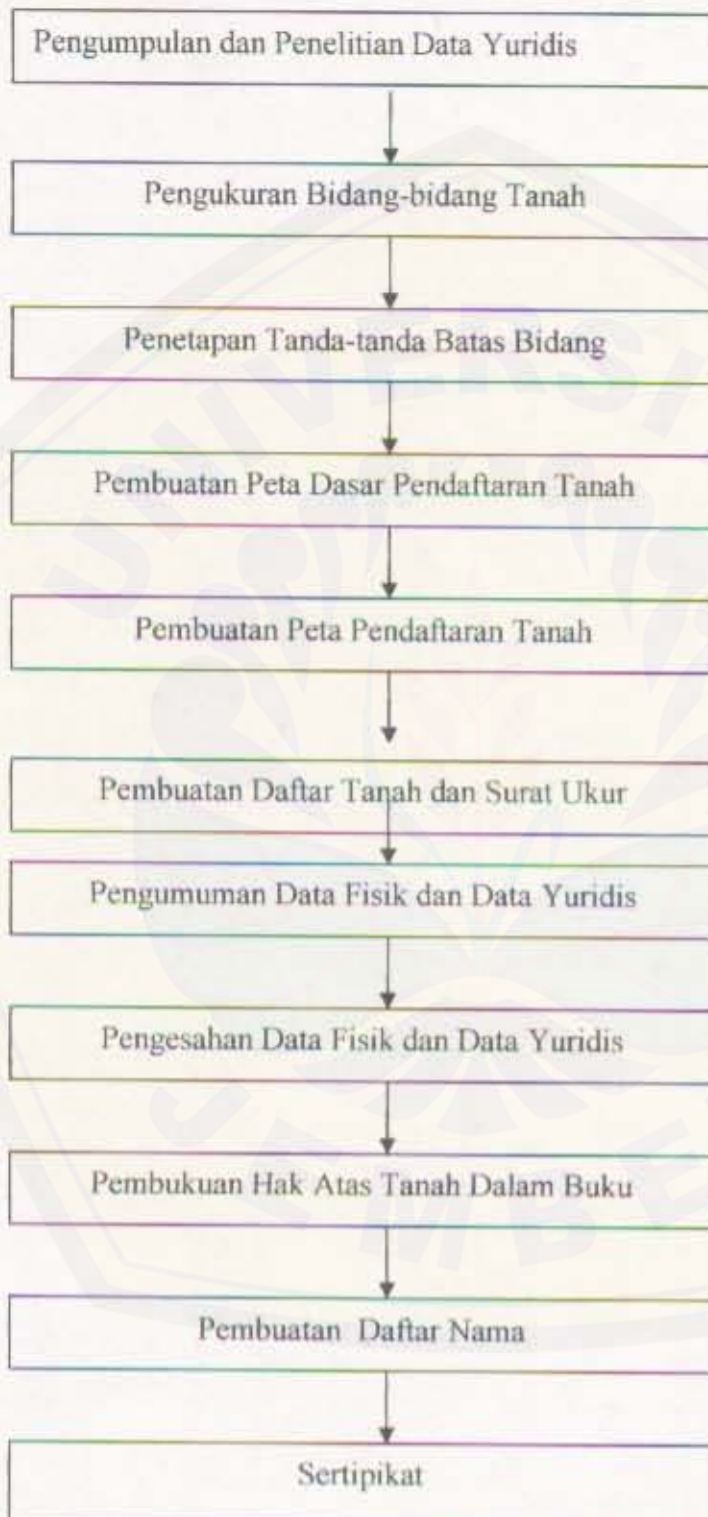 Pengumpulan dan Penelitian Data Yuridis
Pengukuran Bidang-bidang Tanah
Penetapan Tanda-tanda Batas Bidang
Pembuatan Peta Dasar Pendaftaran Tanah
Pembuatan Peta Pendaftaran Tanah
Pembuatan Daftar Tanah dan Surat Ukur
Pengumuman Data Fisik dan Data Yuridis
Pengesahan Data Fisik dan Data Yuridis
Pembukuan Hak Atas Tanah Dalam Buku
Pembuatan Daftar Nama
Sertipikat
UNIVERSI
JEMBE